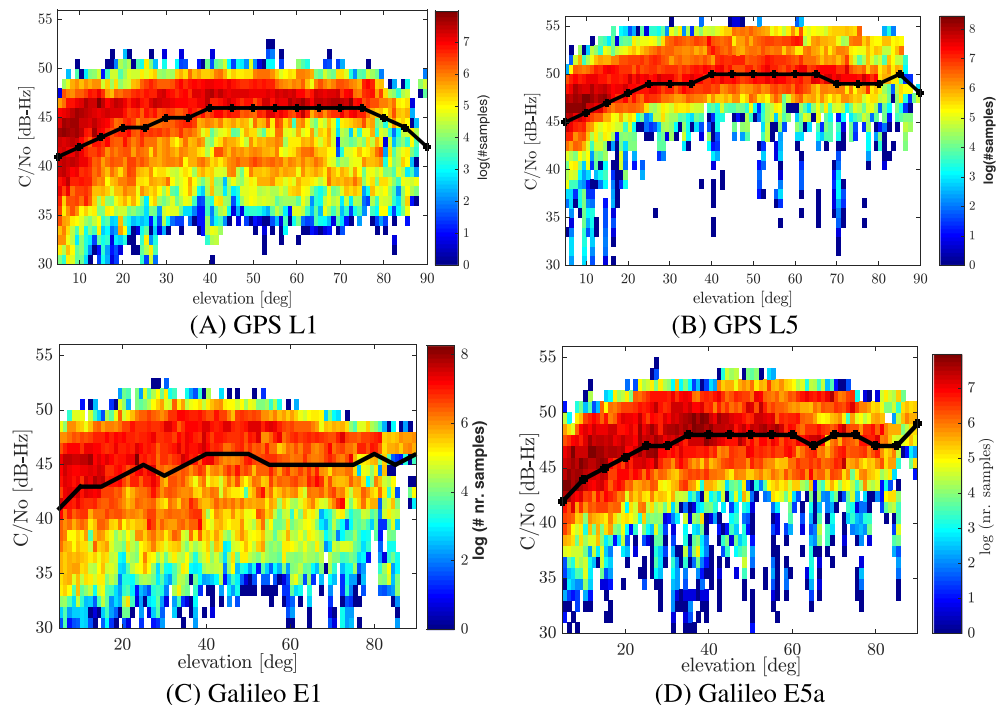 55
50
45
40
35
30
C/No [dB-Hz]
10 20 30 40 50 60 70 80 90
elevation [deg]
7
6
5
4
3
2
1
0
log(#samples)
(A) GPS L1
55
50
45
40
35
30
C/No [dB-Hz]
10 20 30 40 50 60 70 80 90
elevation [deg]
8
7
6
5
4
3
2
1
0
log(#samples)
(B) GPS L5
55
50
45
40
35
30
C/No [dB-Hz]
20 40 60 80
elevation [deg]
8
6
4
2
0
log (# nr. samples)
(C) Galileo E1
55
50
45
40
35
30
C/No [dB-Hz]
20 40 60 80
elevation [deg]
7
6
5
4
3
2
1
0
log (nr. samples)
(D) Galileo E5a